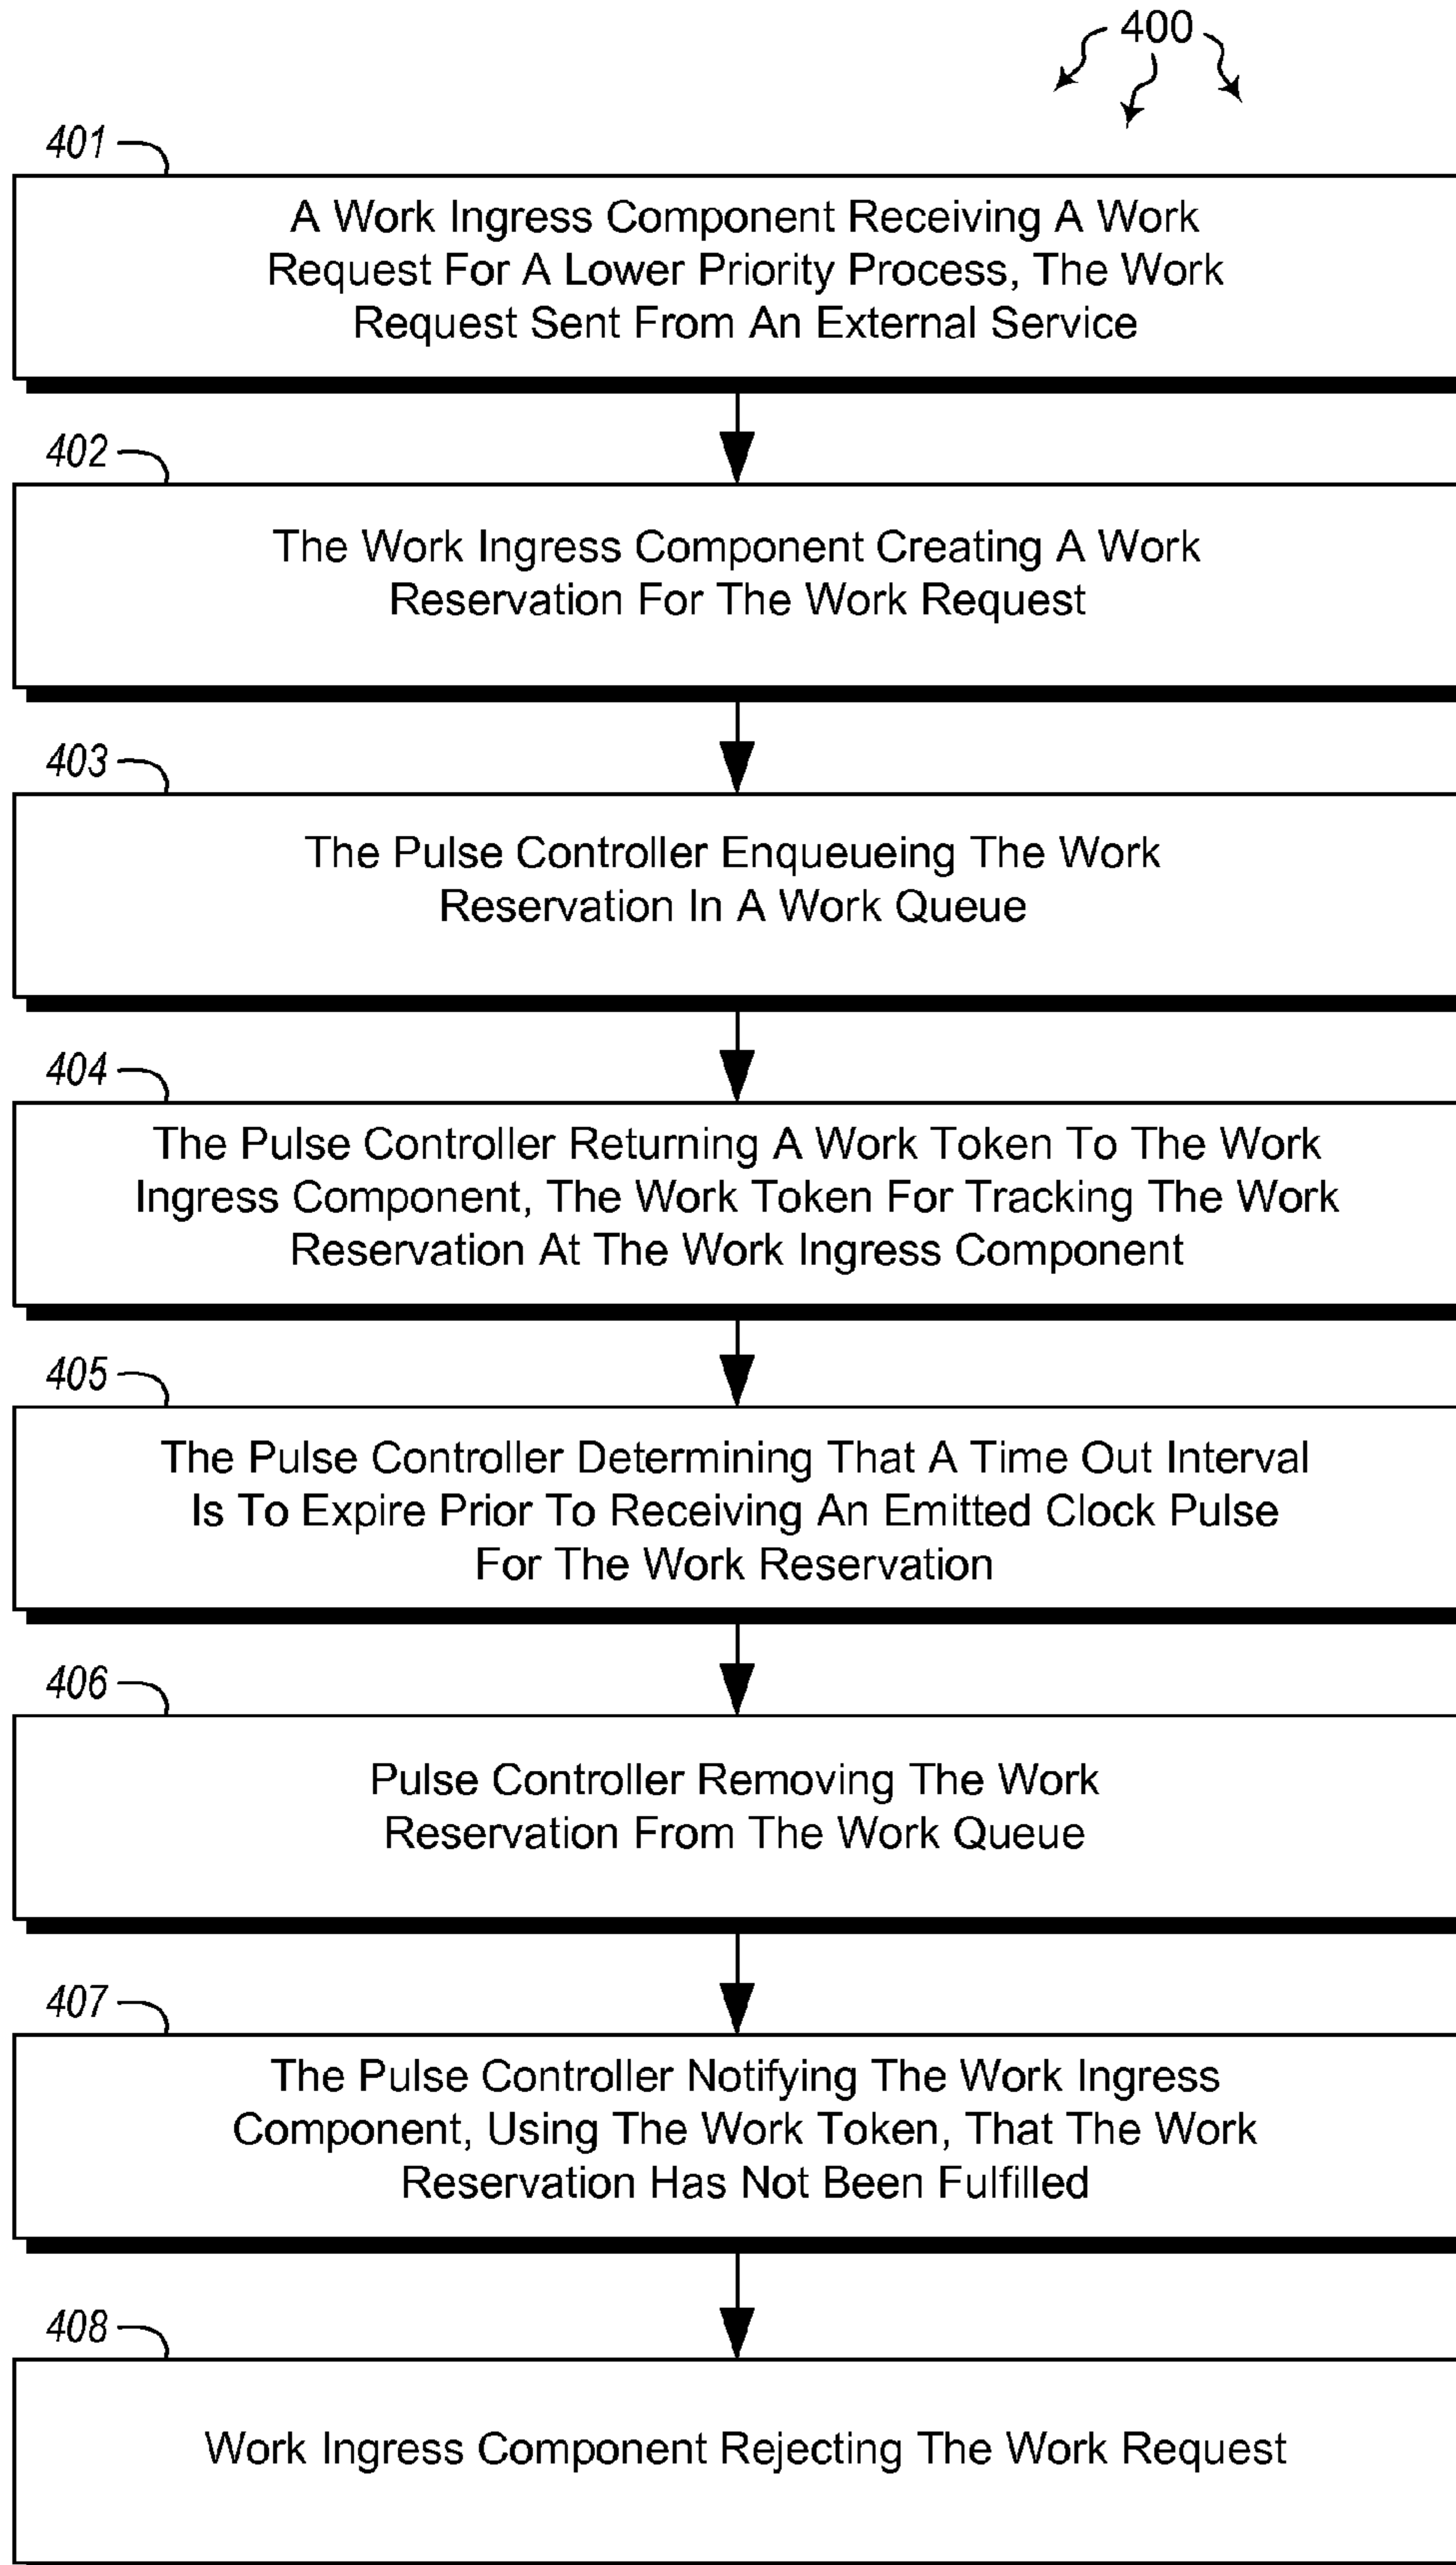 400
401
A Work Ingress Component Receiving A Work
Request For A Lower Priority Process, The Work
Request Sent From An External Service
402
The Work Ingress Component Creating A Work
Reservation For The Work Request
403
The Pulse Controller Enqueueing The Work
Reservation In A Work Queue
404
The Pulse Controller Returning A Work Token To The Work
Ingress Component, The Work Token For Tracking The Work
Reservation At The Work Ingress Component
405
The Pulse Controller Determining That A Time Out Interval
Is To Expire Prior To Receiving An Emitted Clock Pulse
For The Work Reservation
406
Pulse Controller Removing The Work
Reservation From The Work Queue
407
The Pulse Controller Notifying The Work Ingress
Component, Using The Work Token, That The Work
Reservation Has Not Been Fulfilled
408
Work Ingress Component Rejecting The Work Request